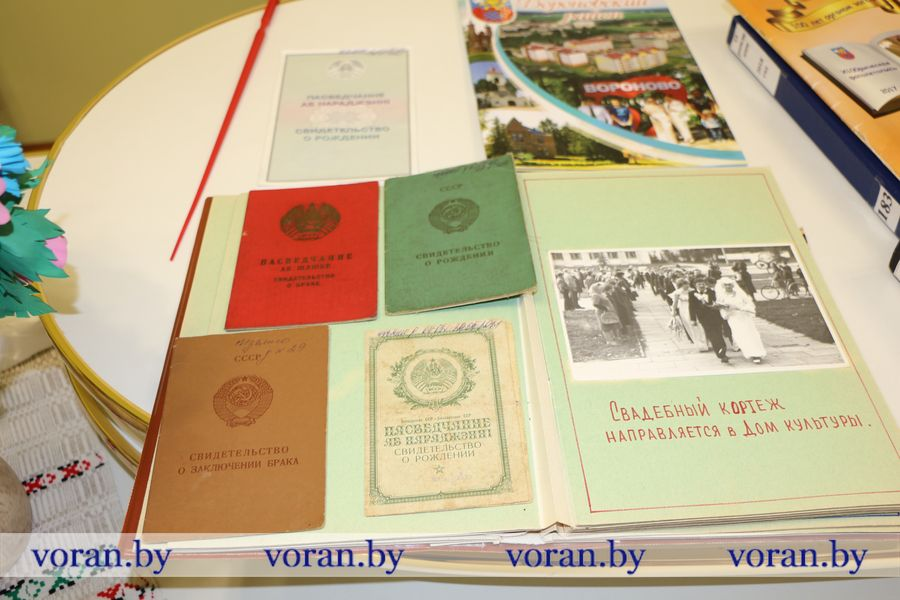 ПАСВЕДЧАННЕ
АБ НАРАДЖЭННІ
СВИДЕТЕЛЬСТВО
О РОЖДЕНИИ
район
ВОРОНОВО
183
ПАСВЕДЧАННЕ
АБ ШЛЮБЕ
СВИДЕТЕЛЬСТВО
О БРАКЕ
СССР
СВИДЕТЕЛЬСТВО
О РОЖДЕНИИ
СССР
СВИДЕТЕЛЬСТВО
О ЗАКЛЮЧЕНИИ БРАКА
ПАСВЕДЧАННЕ
АБ НАРАДЖЭННІ
СВИДЕТЕЛЬСТВО
О РОЖДЕНИИ
СВАДЕБНЫЙ КОРТЕЖ
НАПРАВЛЯЕТСЯ В ДОМ КУЛЬТУРЫ.
voran.by voran.by voran.by voran.by